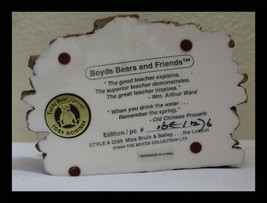 Boyds Bears and Friends™
"The good teacher explains.
The superior teacher demonstrates.
The great teacher inspires."
- Wm. Arthur Ward
"When you drink the water...
Remember the spring."
- Old Chinese Proverb
Edition / pc #
STYLE # 2259 Miss Bruin & Bailey ... the Lesson
THE BOYDS COLLECTION LTD